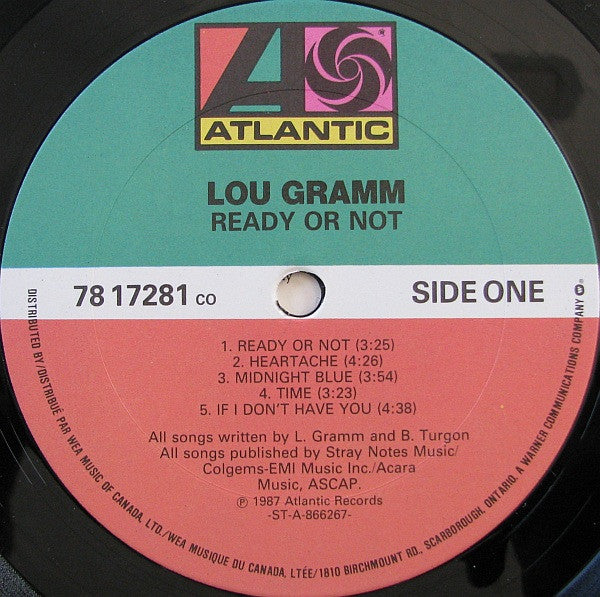 ATLANTIC
LOU GRAMM
READY OR NOT
78 17281 CO
SIDE ONE
1. READY OR NOT (3:25)
2. HEARTACHE (4:26)
3. MIDNIGHT BLUE (3:54)
4. TIME (3:23)
5. IF I DON'T HAVE YOU (4:38)
All songs written by L. Gramm and B. Turgon
All songs published by Stray Notes Music/
Colgems-EMI Music Inc./Acara
Music, ASCAP.
℗ 1987 Atlantic Records
-ST-A-866267-
DISTRIBUTED BY/DISTRIBUÉ PAR WEA MUSIC OF CANADA, LTD./WEA MUSIQUE DU CANADA, LTÉE/1810 BIRCHMOUNT RD., SCARBOROUGH, ONTARIO. A WARNER COMMUNICATIONS COMPANY